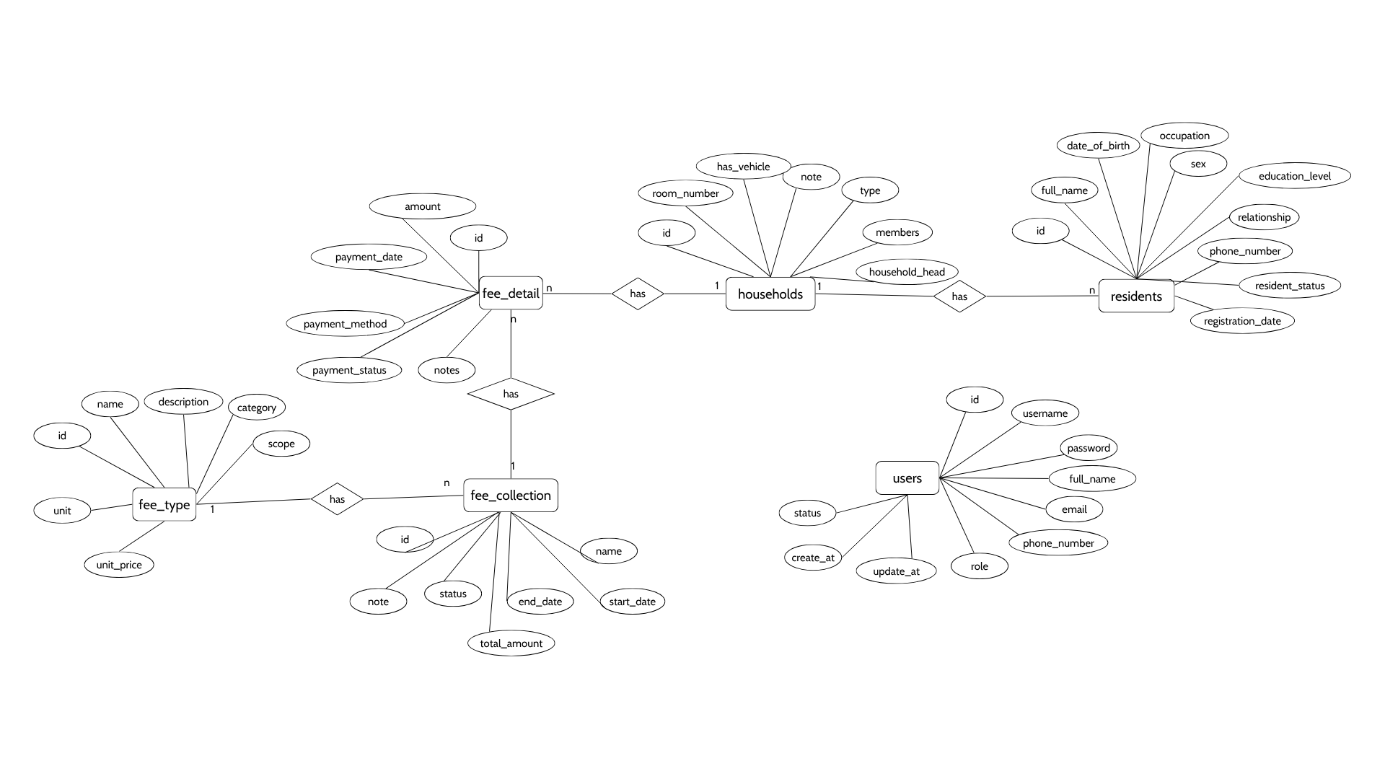 occupation
date_of_birth
sex
has_vehicle
note
education_level
room_number
type
full_name
amount
relationship
id
id
members
id
phone_number
payment_date
household_head
resident_status
fee_detail
n
has
1
households
1
has
n
residents
payment_method
n
registration_date
payment_status
notes
has
id
name
description
category
username
id
scope
password
1
users
full_name
fee_type
has
n
fee_collection
1
unit
status
email
id
name
phone_number
unit_price
create_at
update_at
role
note
status
end_date
start_date
total_amount